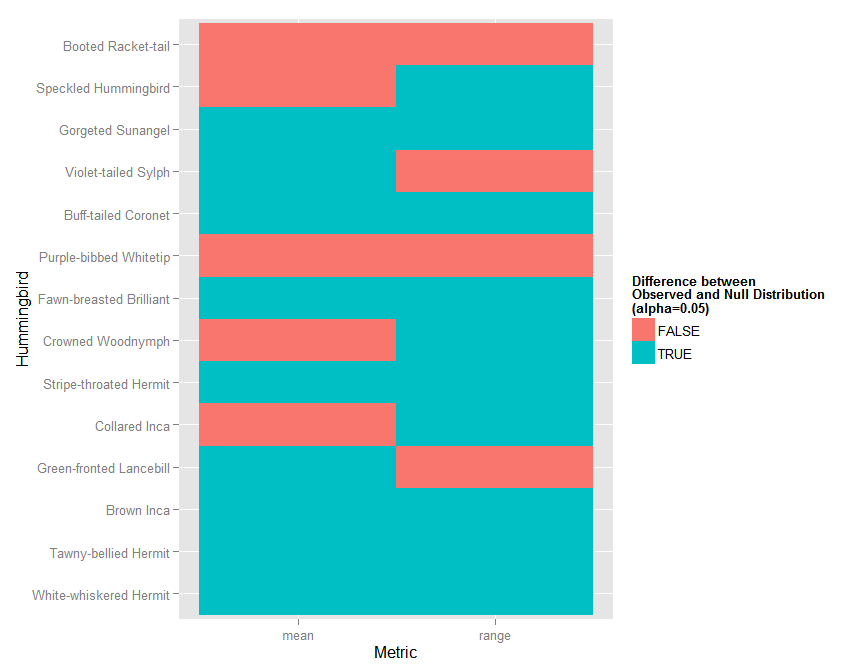 Hummingbird
Booted Racket-tail
Speckled Hummingbird
Gorgeted Sunangel
Violet-tailed Sylph
Buff-tailed Coronet
Purple-bibbed Whitetip
Fawn-breasted Brilliant
Crowned Woodnymph
Stripe-throated Hermit
Collared Inca
Green-fronted Lancebill
Brown Inca
Tawny-bellied Hermit
White-whiskered Hermit
mean
range
Metric
Difference between
Observed and Null Distribution
(alpha=0.05)
FALSE
TRUE